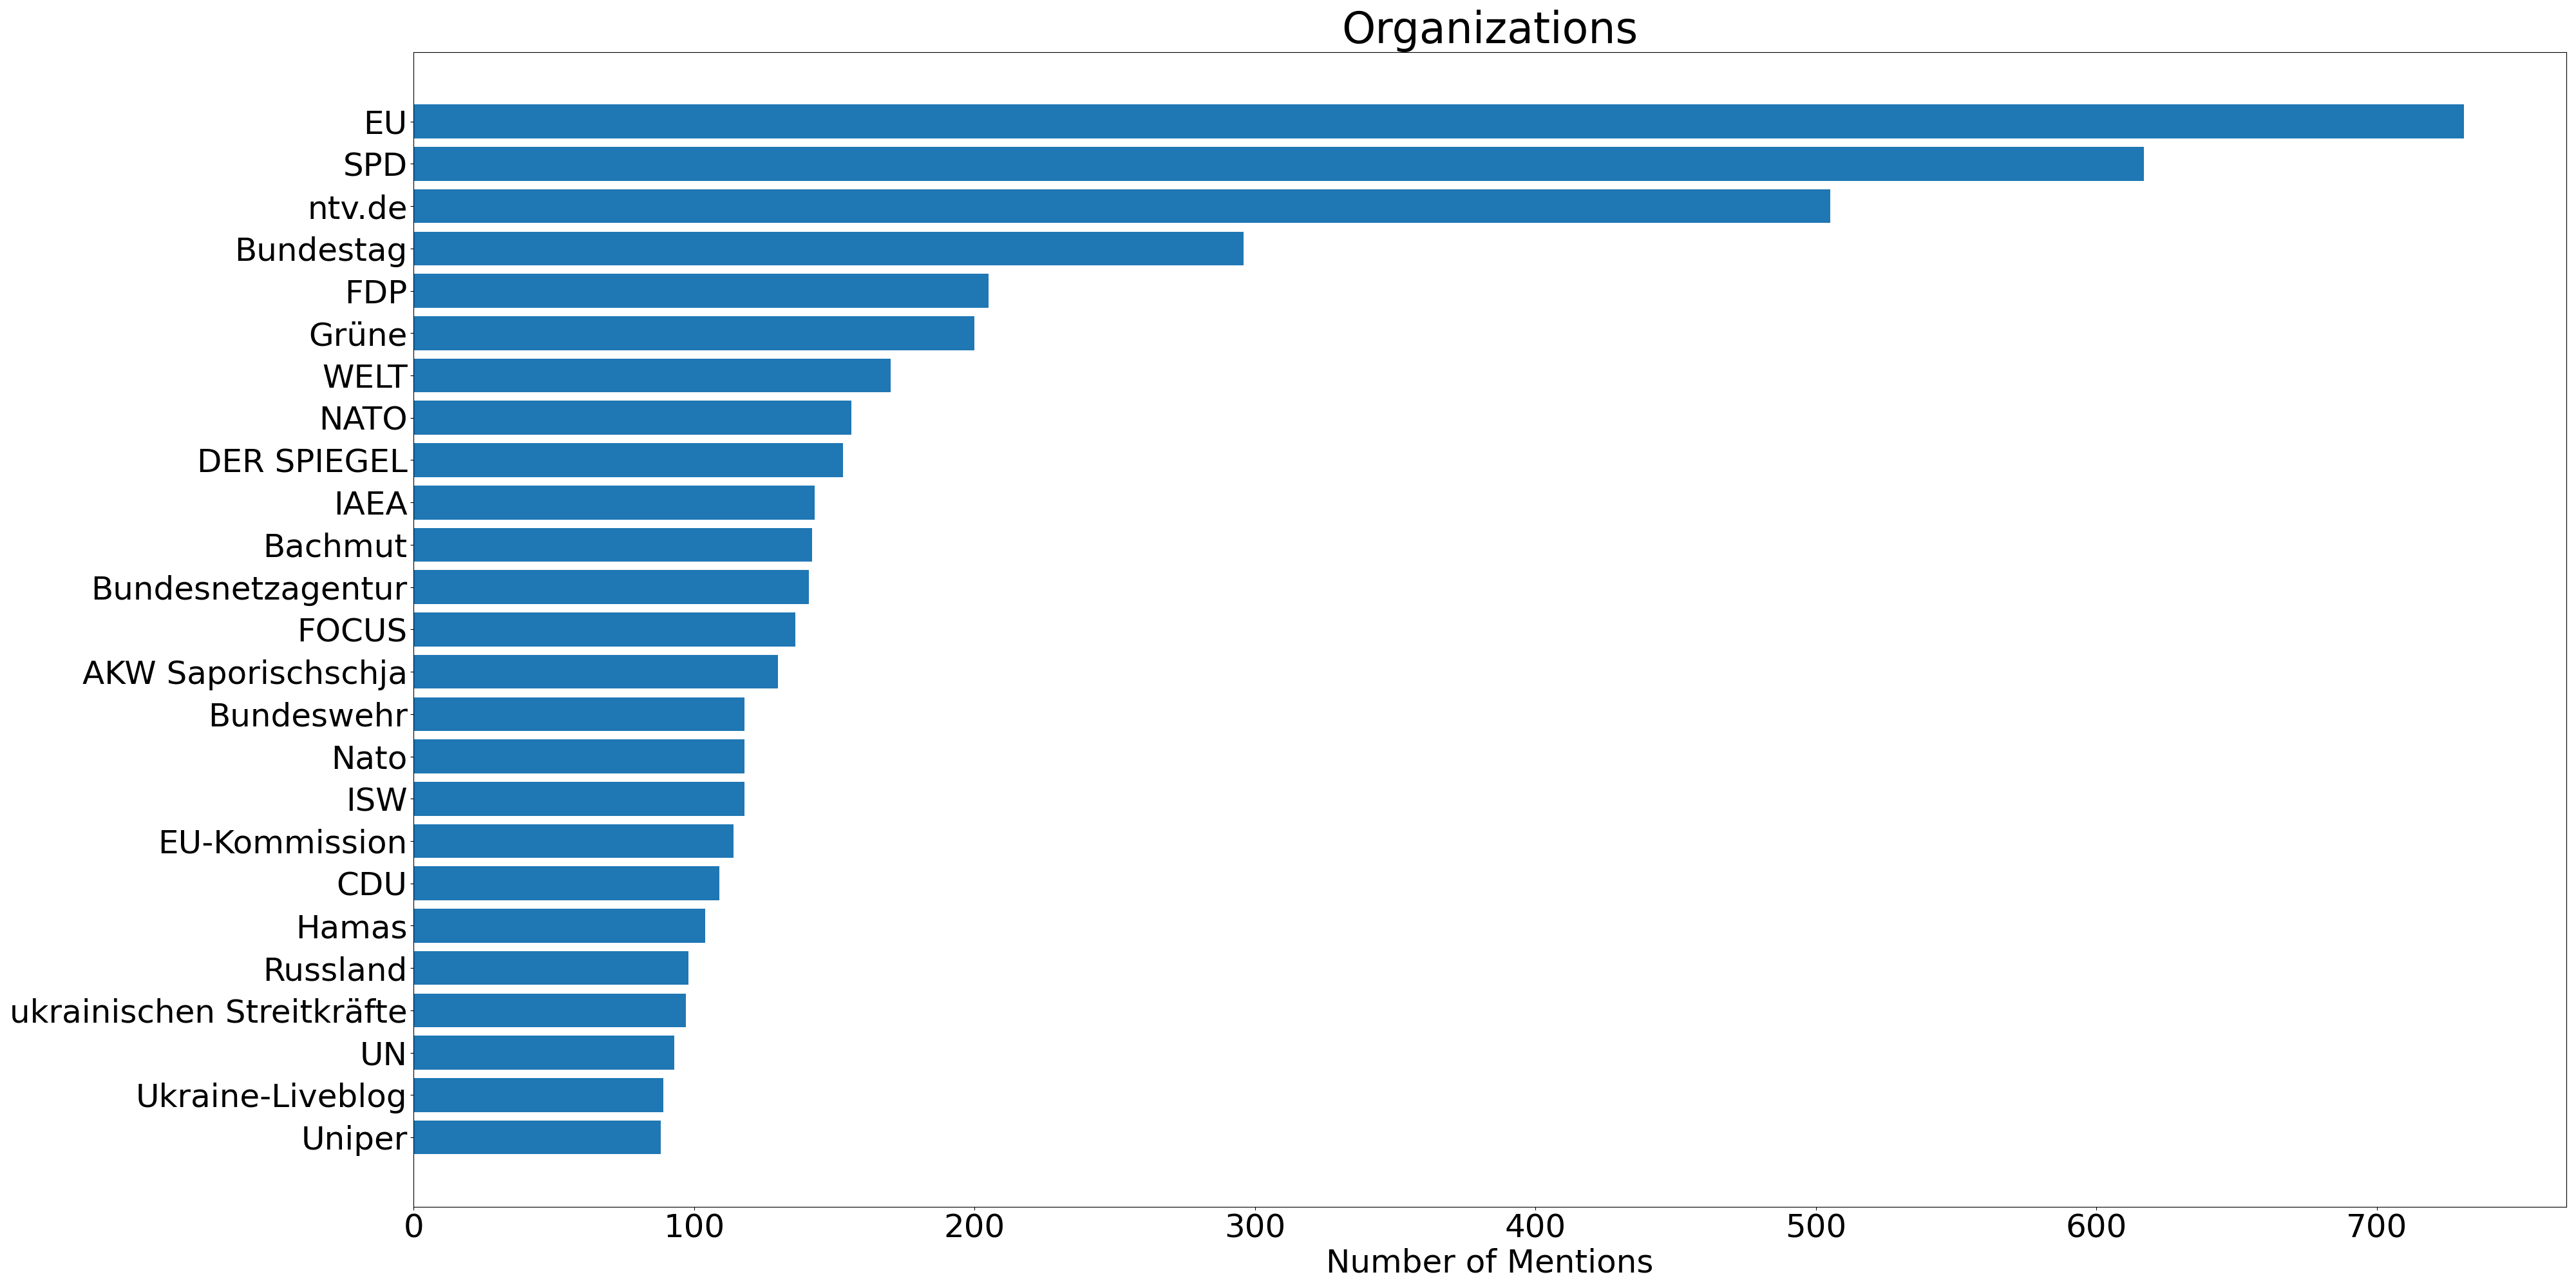 Organizations
EU
SPD
ntv.de
Bundestag
FDP
Grüne
WELT
NATO
DER SPIEGEL
IAEA
Bachmut
Bundesnetzagentur
FOCUS
AKW Saporischschja
Bundeswehr
Nato
ISW
EU-Kommission
CDU
Hamas
Russland
ukrainischen Streitkräfte
UN
Ukraine-Liveblog
Uniper
0 100 200 300 400 500 600 700
Number of Mentions